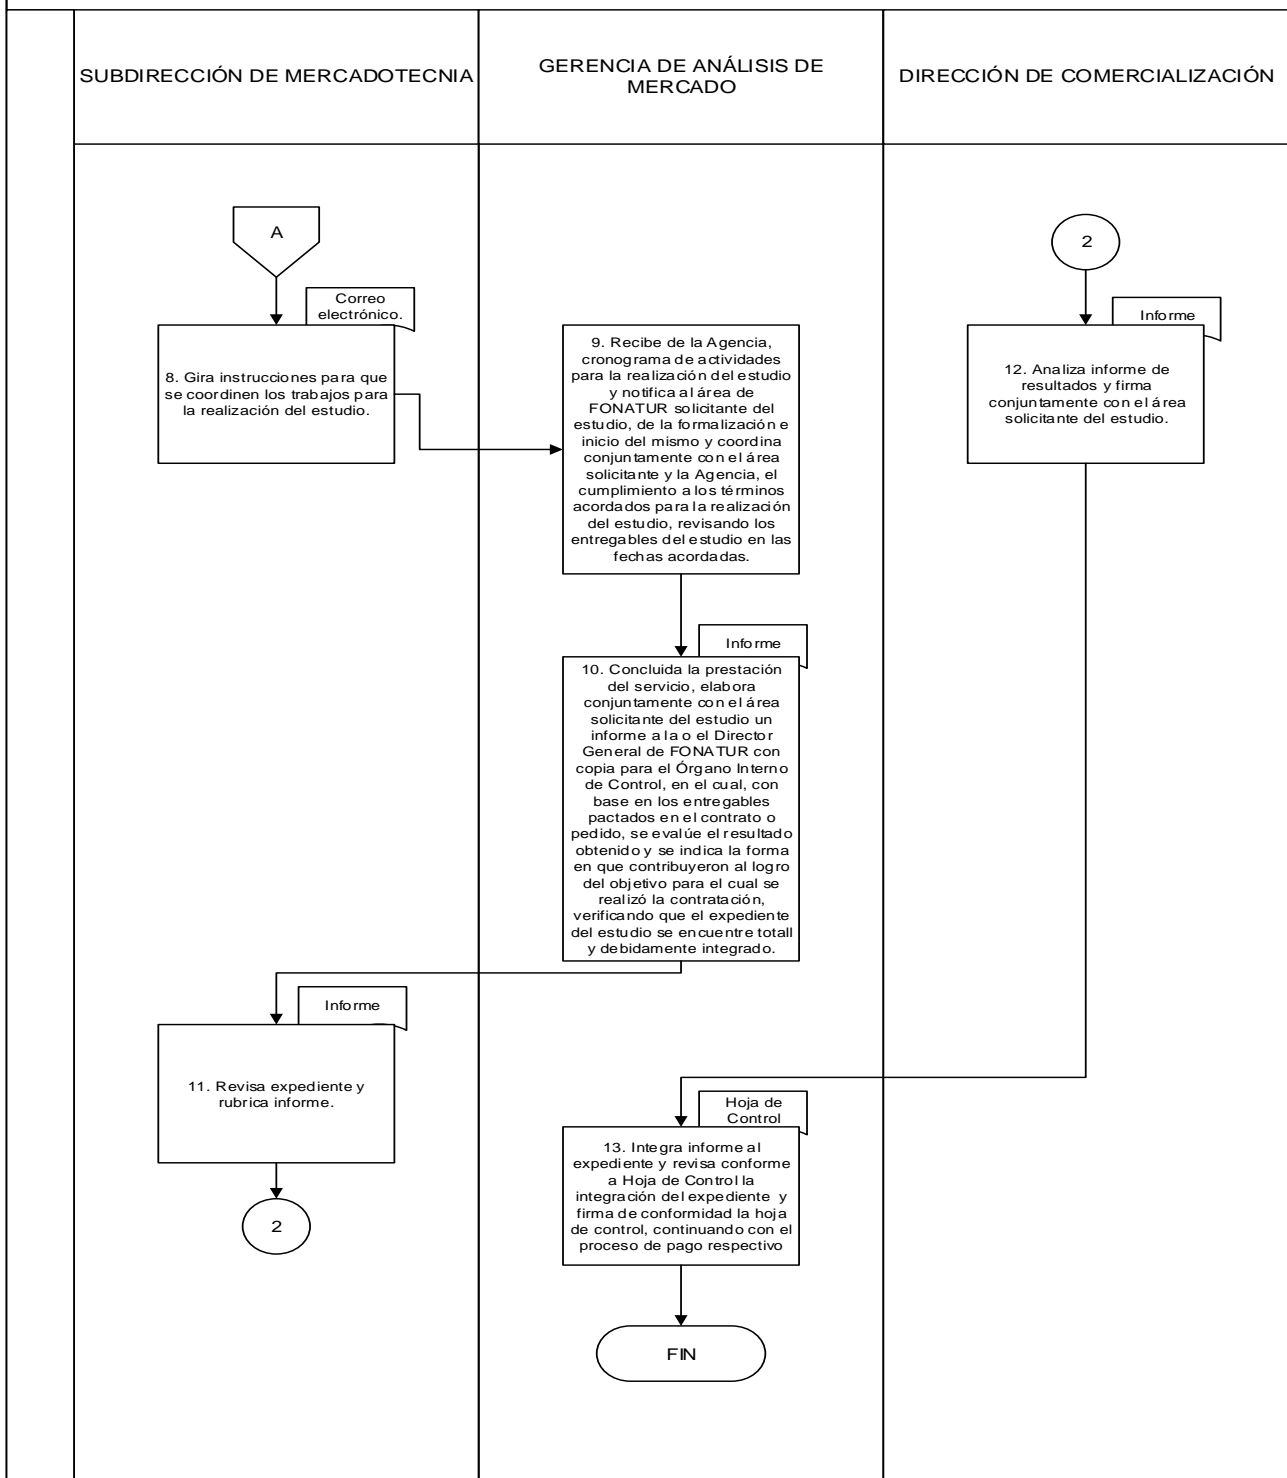 SUBDIRECCIÓN DE MERCADOTECNIA
GERENCIA DE ANÁLISIS DE
MERCADO
DIRECCIÓN DE COMERCIALIZACIÓN
A
Correo
electrónico.
8. Gira instrucciones para que
se coordinen los trabajos para
la realización del estudio.
9. Recibe de la Agencia,
cronograma de actividades
para la realización del estudio
y notifica al área de
FONATUR solicitante del
estudio, de la formalización e
inicio del mismo y coordina
conjuntamente con el área
solicitante y la Agencia, el
cumplimiento a los términos
acordados para la realización
del estudio, revisando los
entregables del estudio en las
fechas acordadas.
Informe
10. Concluida la prestación
del servicio, elabora
conjuntamente con el área
solicitante del estudio un
informe a la o el Director
General de FONATUR con
copia para el Órgano Interno
de Control, en el cual, con
base en los entregables
pactados en el contrato o
pedido, se evalúe el resultado
obtenido y se indica la forma
en que contribuyeron al logro
del objetivo para el cual se
realizó la contratación,
verificando que el expediente
del estudio se encuentre totall
y debidamente integrado.
Informe
11. Revisa expediente y
rubrica informe.
2
2
Informe
12. Analiza informe de
resultados y firma
conjuntamente con el área
solicitante del estudio.
Hoja de
Control
13. Integra informe al
expediente y revisa conforme
a Hoja de Control la
integración del expediente y
firma de conformidad la hoja
de control, continuando con el
proceso de pago respectivo
FIN